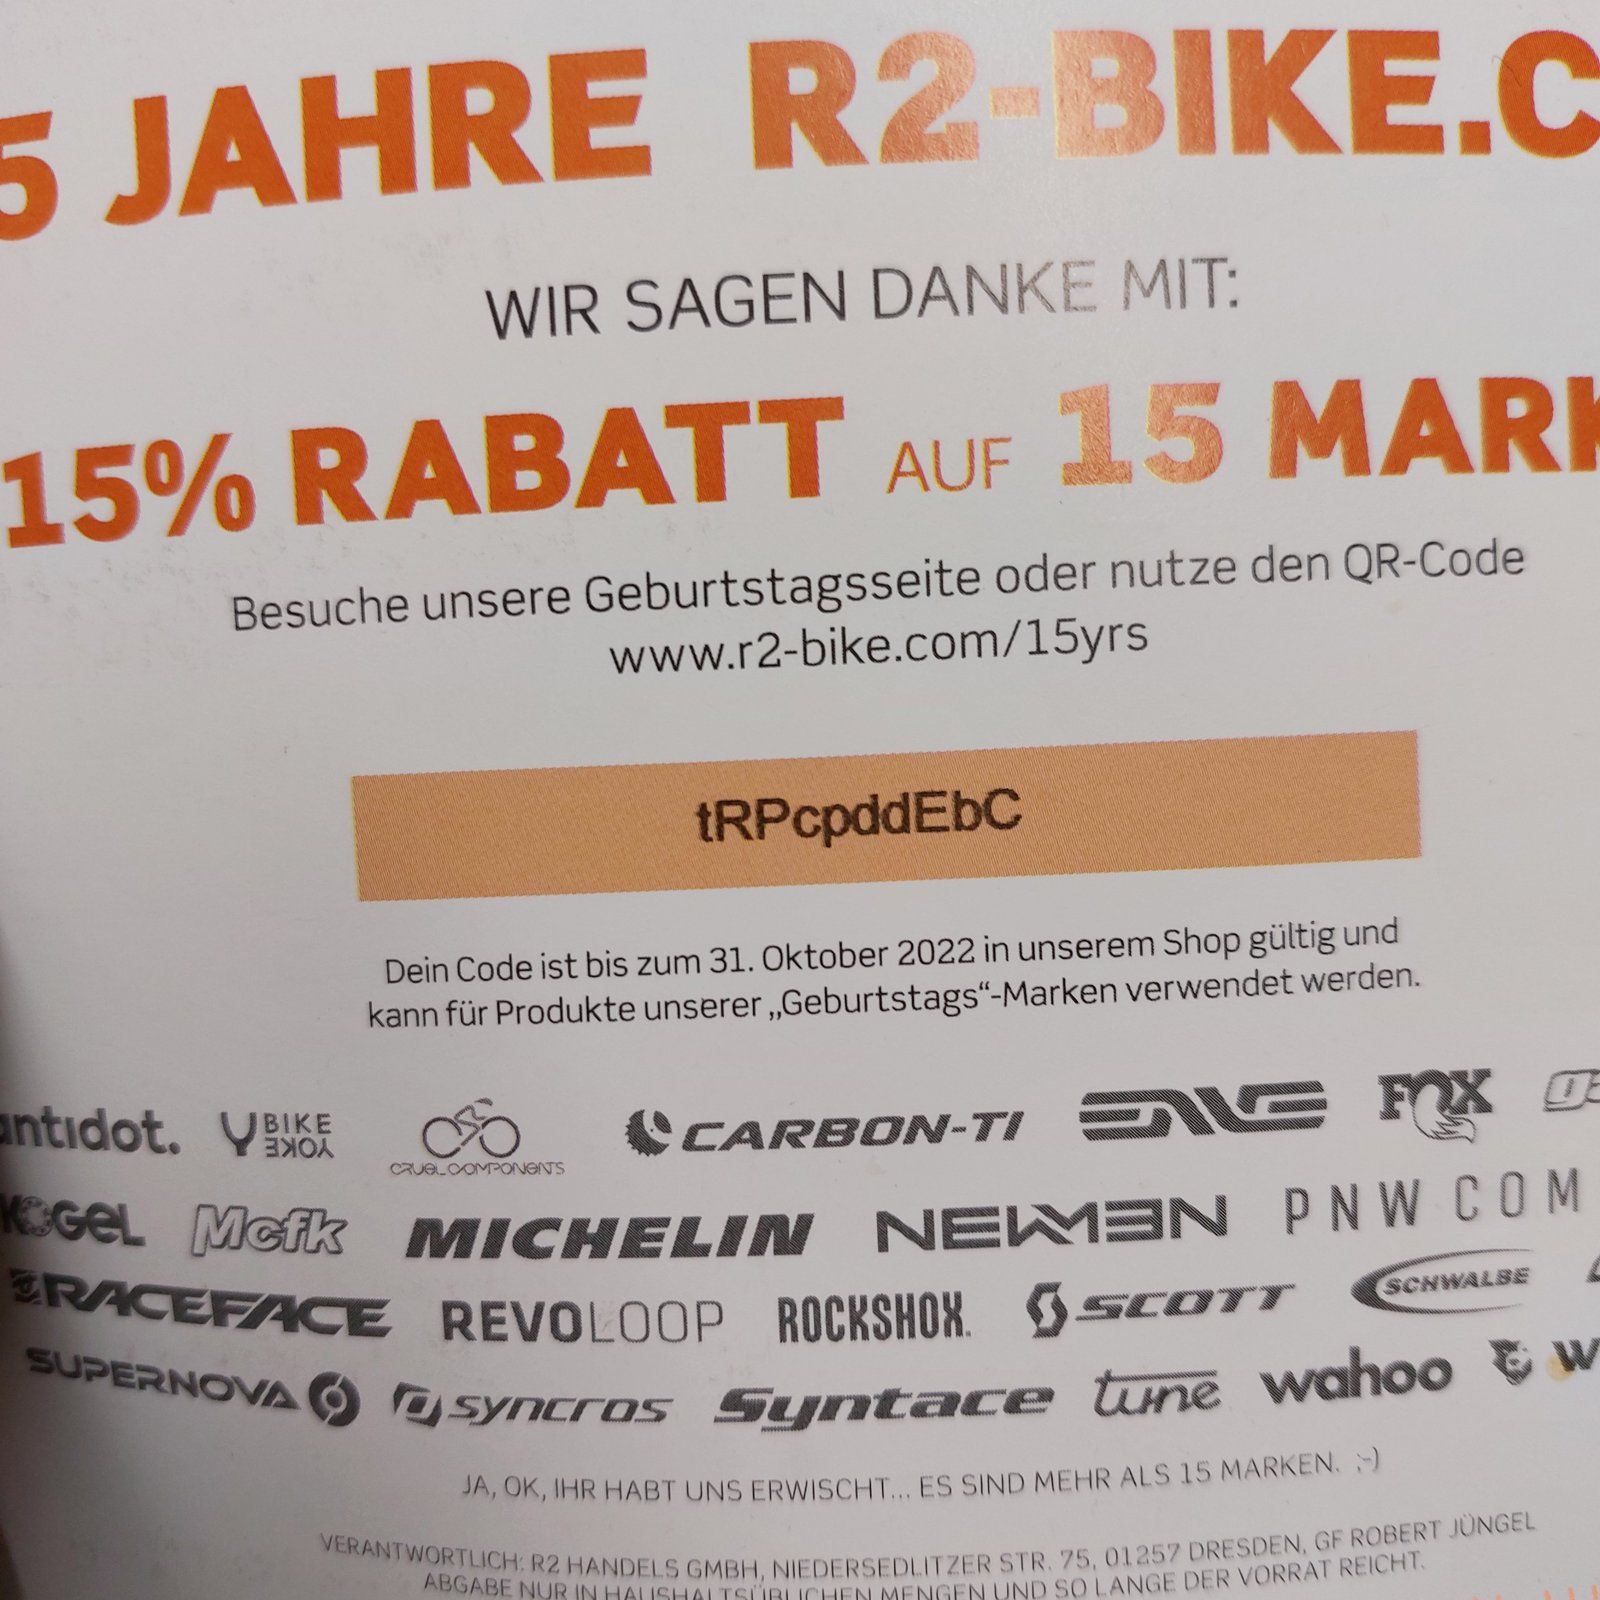 5 JAHRE R2-BIKE.C
WIR SAGEN DANKE MIT:
15% RABATT AUF 15 MARK
Besuche unsere Geburtstagsseite oder nutze den QR-Code
www.r2-bike.com/15yrs
tRPcpddEbC
Dein Code ist bis zum 31. Oktober 2022 in unserem Shop gültig und
kann für Produkte unserer „Geburtstags“-Marken verwendet werden.
antidot. BIKE YOKE CRUEL COMPONENTS CARBON-TI ENVE FOX
KOGEL Mcfk MICHELIN NEWMEN PNW COM
RACEFACE REVOLOOP ROCKSHOX. SCOTT SCHWALBE
SUPERNOVA syncros Syntace tune wahoo W
JA, OK, IHR HABT UNS ERWISCHT... ES SIND MEHR ALS 15 MARKEN. ;-)
VERANTWORTLICH: R2 HANDELS GMBH, NIEDERSEDLITZER STR. 75, 01257 DRESDEN, GF ROBERT JÜNGEL
ABGABE NUR IN HAUSHALTSÜBLICHEN MENGEN UND SO LANGE DER VORRAT REICHT.